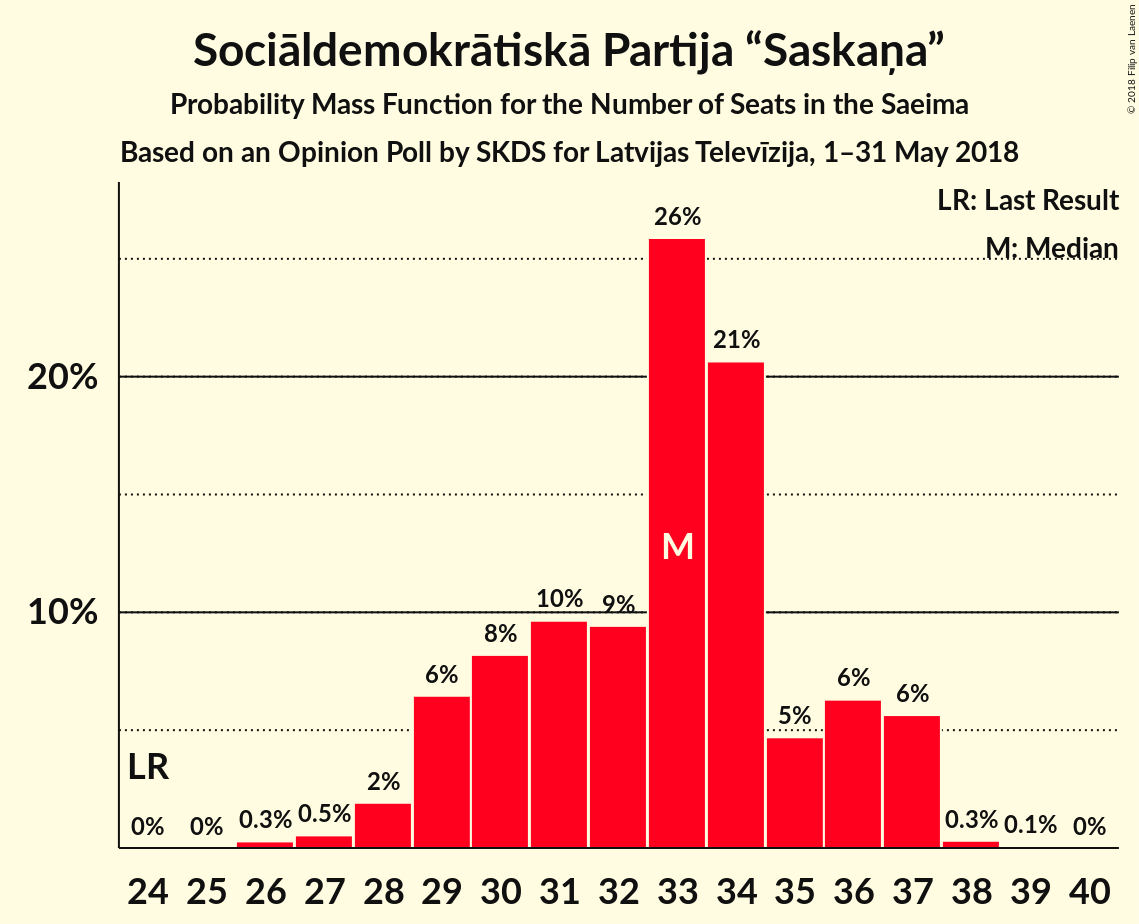 Sociāldemokrātiskā Partija “Saskaņa”
Probability Mass Function for the Number of Seats in the Saeima
Based on an Opinion Poll by SKDS for Latvijas Televīzija, 1–31 May 2018
© 2018 Filip van Laenen
LR: Last Result
M: Median
26%
21%
20%
M
10%
10%
9%
8%
6%
6%
6%
5%
LR
2%
0%
0%
0.3%
0.5%
0.3%
0.1%
0%
24 25 26 27 28 29 30 31 32 33 34 35 36 37 38 39 40